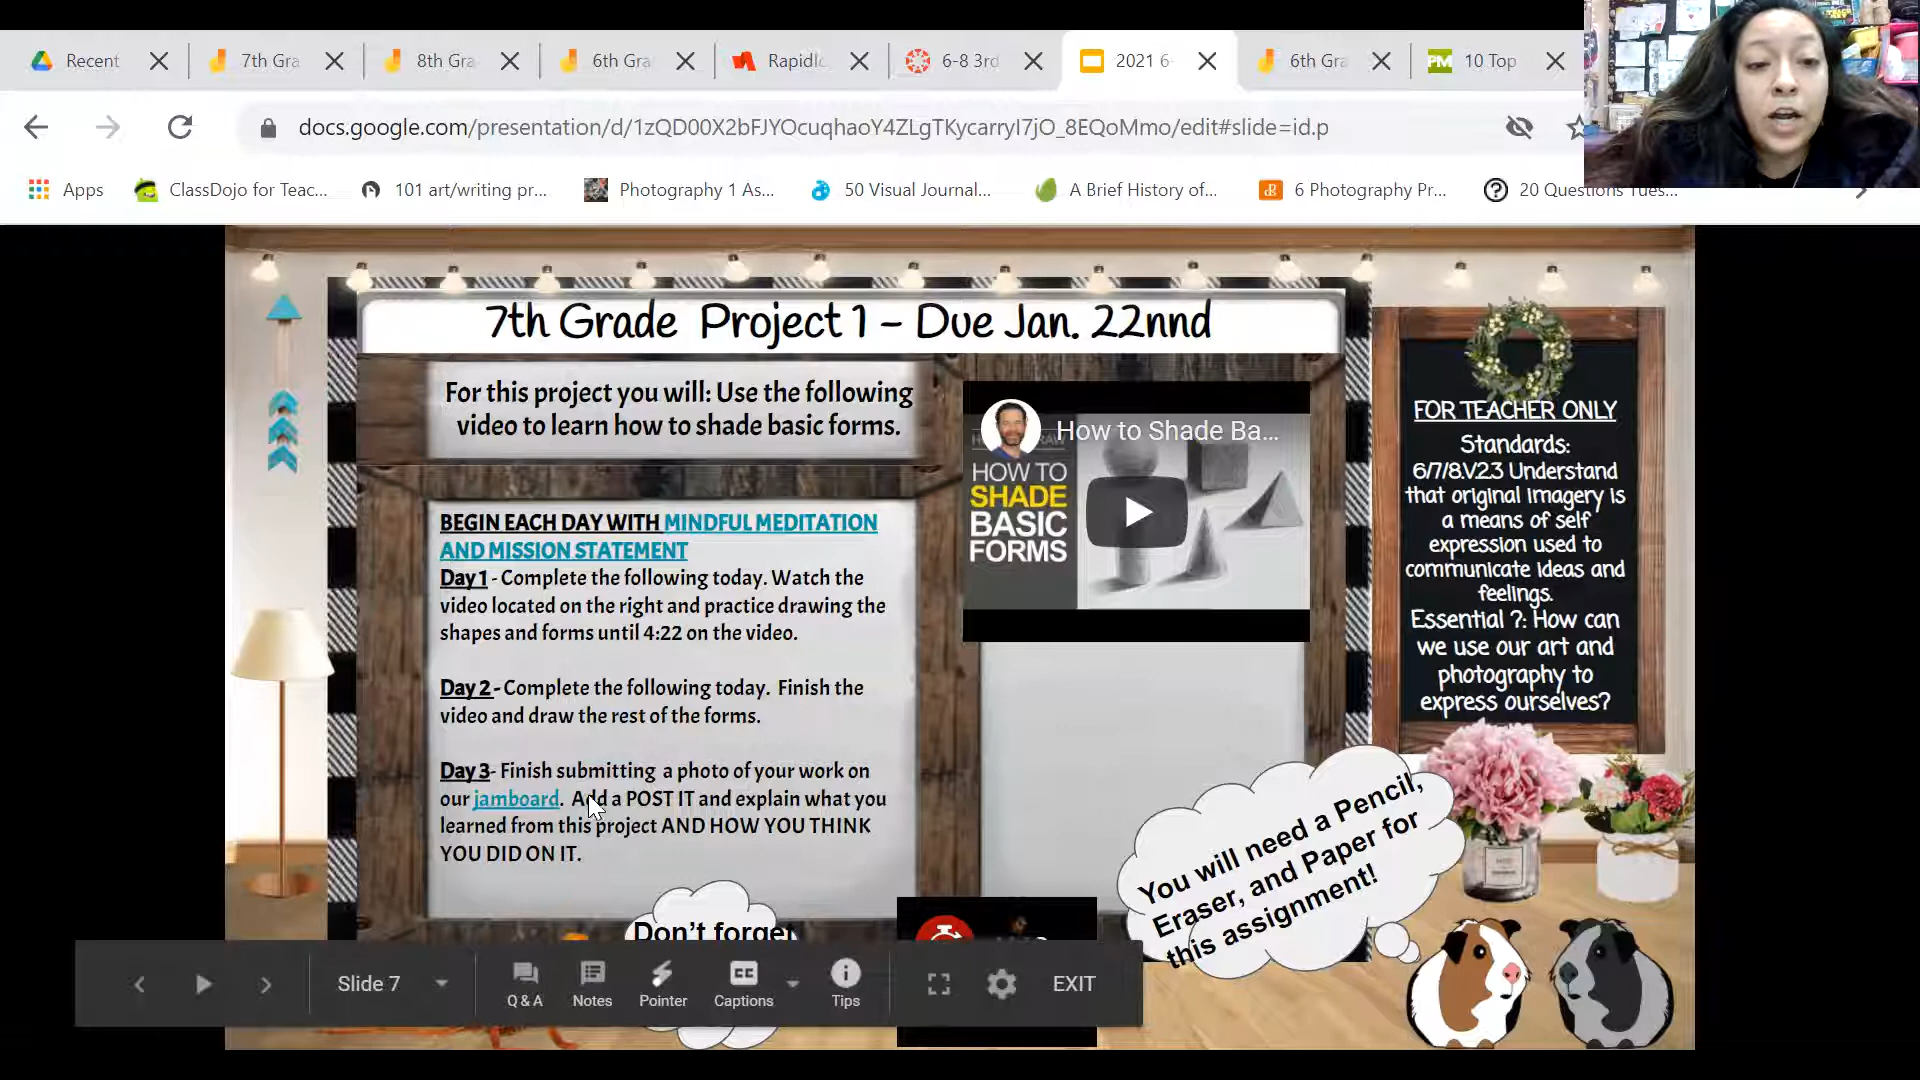 Recent
7th Gra
8th Gra
6th Gra
6-8 3rd
2021 6-
6th Gra
PM 10 Top
docs.google.com/presentation/d/1zQD00X2bFJYOcuqhaoY4ZLgTKycarryI7jO_8EQoMmo/edit#slide=id.p
Apps
ClassDojo for Teac...
101 art/writing pr...
Photography 1 As...
50 Visual Journal...
A Brief History of...
6 Photography Pr...
20 Questions Tues...
7th Grade Project 1 - Due Jan. 22nnd
For this project you will: Use the following
video to learn how to shade basic forms.
BEGIN EACH DAY WITH MINDFUL MEDITATION
AND MISSION STATEMENT
Day 1 - Complete the following today. Watch the
video located on the right and practice drawing the
shapes and forms until 4:22 on the video.
Day 2 - Complete the following today. Finish the
video and draw the rest of the forms.
Day 3- Finish submitting a photo of your work on
our jamboard. Add a POST IT and explain what you
learned from this project AND HOW YOU THINK
YOU DID ON IT.
How to Shade Ba...
HOW TO
SHADE
BASIC
FORMS
FOR TEACHER ONLY
Standards:
6/7/8.V.2.3 Understand
that original imagery is
a means of self
expression used to
communicate ideas and
feelings.
Essential ?: How can
we use our art and
photography to
express ourselves?
You will need a Pencil,
Eraser, and Paper for
this assignment!
Don't forget
Slide 7
Q & A
Notes
Pointer
CC
Captions
Tips
EXIT